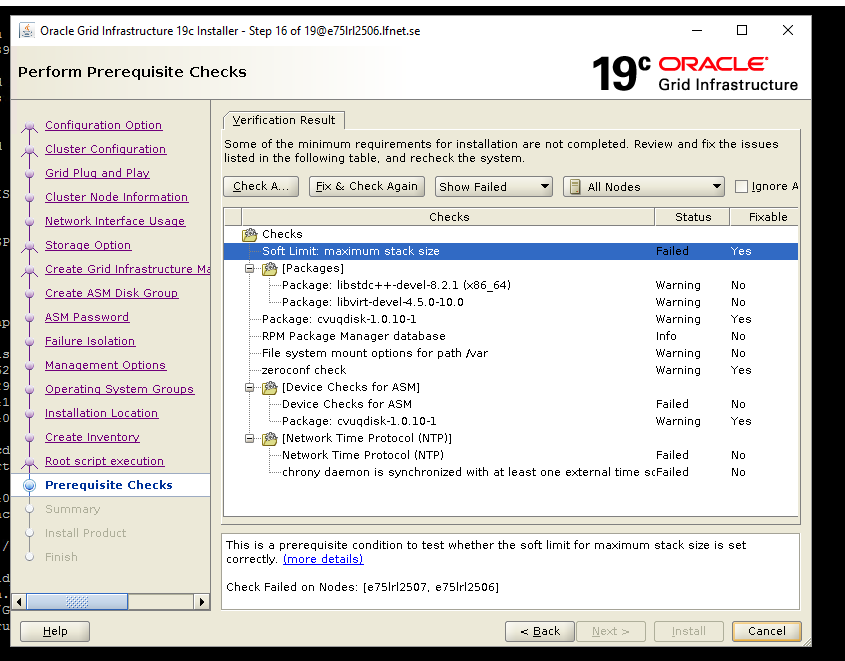 Oracle Grid Infrastructure 19c Installer - Step 16 of 19@e75lrl2506.lfnet.se
Perform Prerequisite Checks
19c ORACLE
Grid Infrastructure
Configuration Option
Cluster Configuration
Grid Plug and Play
Cluster Node Information
Network Interface Usage
Storage Option
Create Grid Infrastructure Ma
Create ASM Disk Group
ASM Password
Failure Isolation
Management Options
Operating System Groups
Installation Location
Create Inventory
Root script execution
Prerequisite Checks
Summary
Install Product
Finish
Verification Result
Some of the minimum requirements for installation are not completed. Review and fix the issues
listed in the following table, and recheck the system.
Check A... Fix & Check Again Show Failed All Nodes Ignore A
Checks Status Fixable
Checks
Soft Limit: maximum stack size Failed Yes
[Packages]
Package: libstdc++-devel-8.2.1 (x86_64) Warning No
Package: libvirt-devel-4.5.0-10.0 Warning No
Package: cvuqdisk-1.0.10-1 Warning Yes
RPM Package Manager database Info No
File system mount options for path /var Warning No
zeroconf check Warning Yes
[Device Checks for ASM]
Device Checks for ASM Failed No
Package: cvuqdisk-1.0.10-1 Warning Yes
[Network Time Protocol (NTP)]
Network Time Protocol (NTP) Failed No
chrony daemon is synchronized with at least one external time sc Failed No
This is a prerequisite condition to test whether the soft limit for maximum stack size is set
correctly. (more details)
Check Failed on Nodes: [e75lrl2507, e75lrl2506]
Help < Back Next > Install Cancel